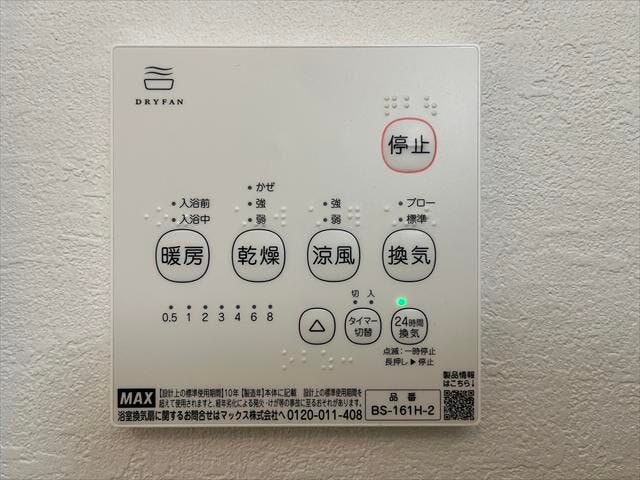 DRYFAN
停止
かぜ
入浴前 強 強 ブロー
入浴中 弱 弱 標準
暖房 乾燥 涼風 換気
切 入
0.5 1 2 3 4 6 8
△ タイマー切替 24時間換気
点滅:一時停止
長押し▶停止
製品情報
はこちら↓
MAX 【設計上の標準使用期間】10年 【製造年】本体に記載 設計上の標準使用期間を
超えて使用されますと、経年劣化による発火・けが等の事故に至るおそれがあります。
浴室換気扇に関するお問合せはマックス株式会社へ 0120-011-408
品番
BS-161H-2